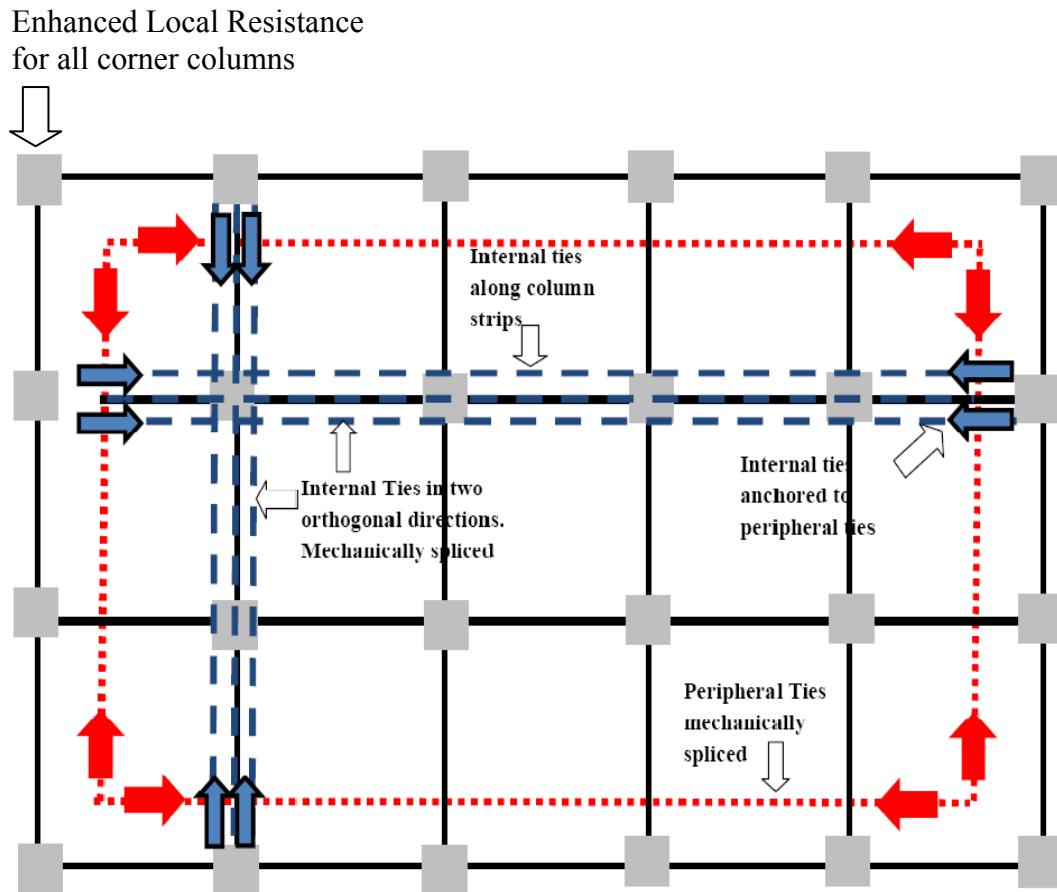 Enhanced Local Resistance
for all corner columns
Internal ties
along column
strips
Internal Ties in two
orthogonal directions.
Mechanically spliced
Internal ties
anchored to
peripheral ties
Peripheral Ties
mechanically
spliced